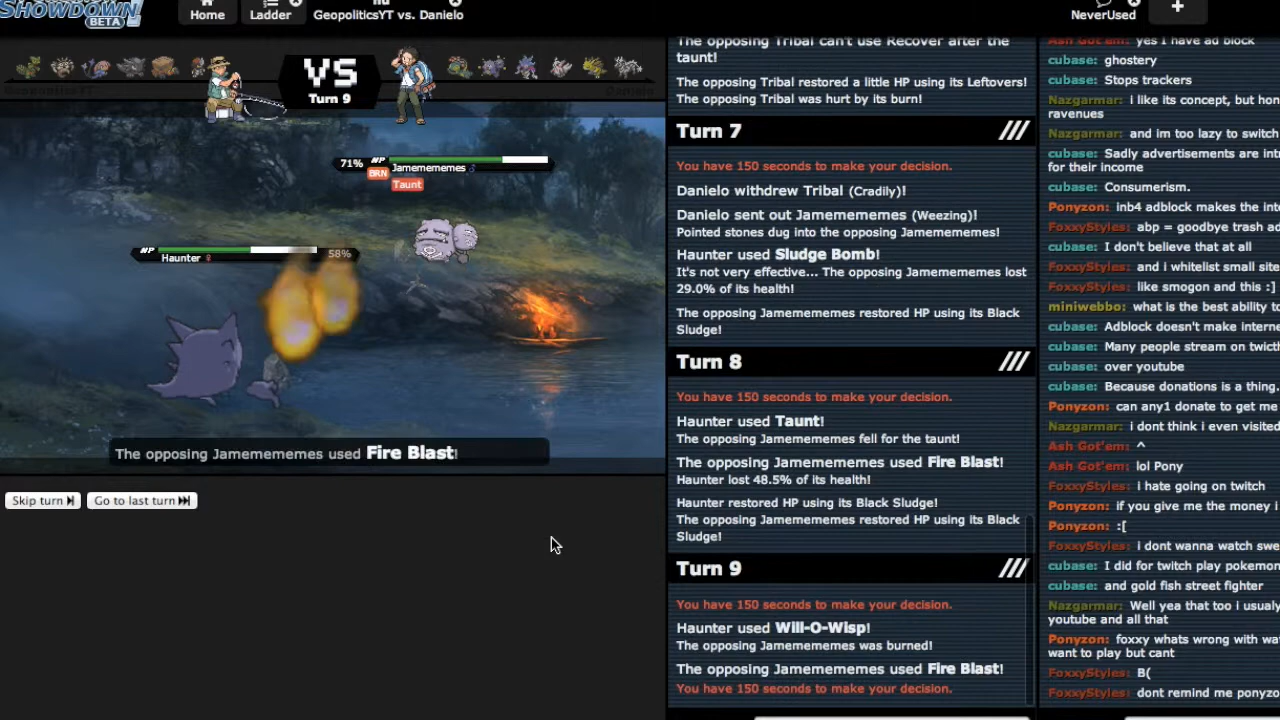 SHOWDOWN!
BETA
Home
Ladder
GeopoliticsYT vs. Danielo
NeverUsed
+
VS
Turn 9
71%
Jamemememes ♂
BRN
Taunt
Haunter ♀
58%
The opposing Jamemememes used Fire Blast!
Skip turn
Go to last turn
The opposing Tribal can't use Recover after the
taunt!
The opposing Tribal restored a little HP using its Leftovers!
The opposing Tribal was hurt by its burn!
Turn 7
You have 150 seconds to make your decision.
Danielo withdrew Tribal (Cradily)!
Danielo sent out Jamemememes (Weezing)!
Pointed stones dug into the opposing Jamemememes!
Haunter used Sludge Bomb!
It's not very effective... The opposing Jamemememes lost
29.0% of its health!
The opposing Jamemememes restored HP using its Black
Sludge!
Turn 8
You have 150 seconds to make your decision.
Haunter used Taunt!
The opposing Jamemememes fell for the taunt!
The opposing Jamemememes used Fire Blast!
Haunter lost 48.5% of its health!
Haunter restored HP using its Black Sludge!
The opposing Jamemememes restored HP using its Black
Sludge!
Turn 9
You have 150 seconds to make your decision.
Haunter used Will-O-Wisp!
The opposing Jamemememes was burned!
The opposing Jamemememes used Fire Blast!
You have 150 seconds to make your decision.
Ash Got'em: yes I have ad block
cubase: ghostery
cubase: Stops trackers
Nazgarmar: i like its concept, but hon
ravenues
Nazgarmar: and im too lazy to switch
cubase: Sadly advertisements are int
for their income
cubase: Consumerism.
Ponyzon: inb4 adblock makes the inte
FoxxyStyles: abp = goodbye trash ad
cubase: I don't believe that at all
FoxxyStyles: and i whitelist small site
FoxxyStyles: like smogon and this :]
miniwebbo: what is the best ability to
cubase: Adblock doesn't make interne
cubase: Many people stream on twicth
cubase: over youtube
cubase: Because donations is a thing.
Ponyzon: can any1 donate to get me
Nazgarmar: i dont think i even visited
Ash Got'em: ^
Ash Got'em: lol Pony
FoxxyStyles: i hate going on twitch
Ponyzon: if you give me the money i
Ponyzon: :[
FoxxyStyles: i dont wanna watch swe
cubase: I did for twitch play pokemon
cubase: and gold fish street fighter
Nazgarmar: Well yea that too i usualy
youtube and all that
Ponyzon: foxxy whats wrong with wa
want to play but cant
FoxxyStyles: B(
FoxxyStyles: dont remind me ponyzo